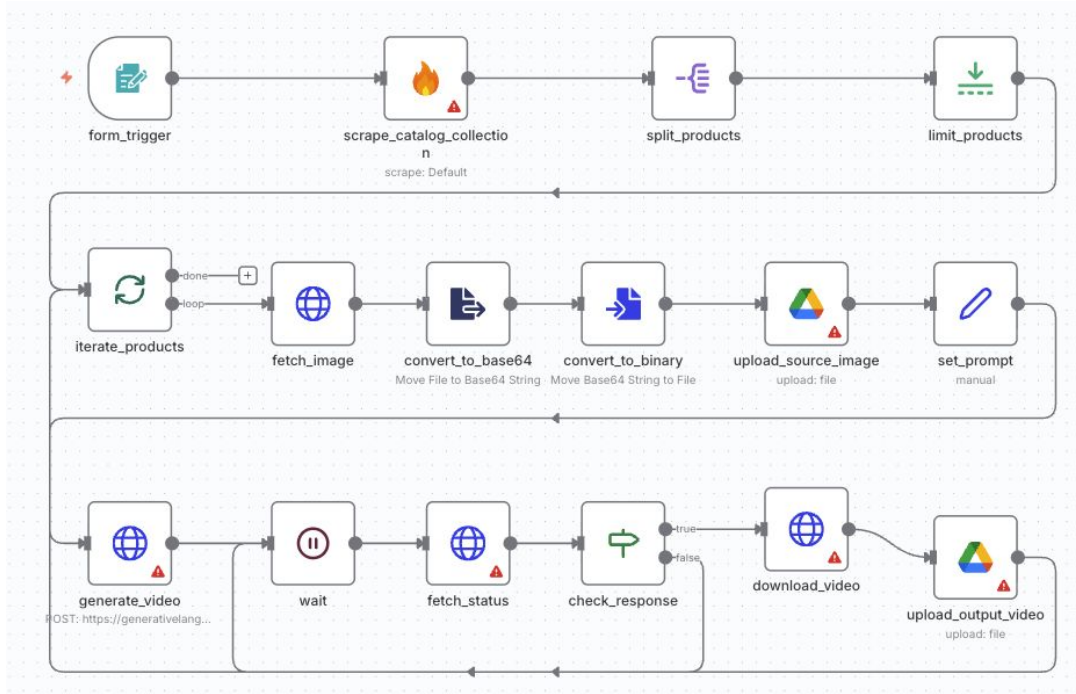 form_trigger
scrape_catalog_collectio
n
scrape: Default
split_products
limit_products
done
loop
iterate_products
fetch_image
convert_to_base64
Move File to Base64 String
convert_to_binary
Move Base64 String to File
upload_source_image
upload: file
set_prompt
manual
generate_video
POST: https://generativelang...
wait
fetch_status
true
false
check_response
download_video
upload_output_video
upload: file